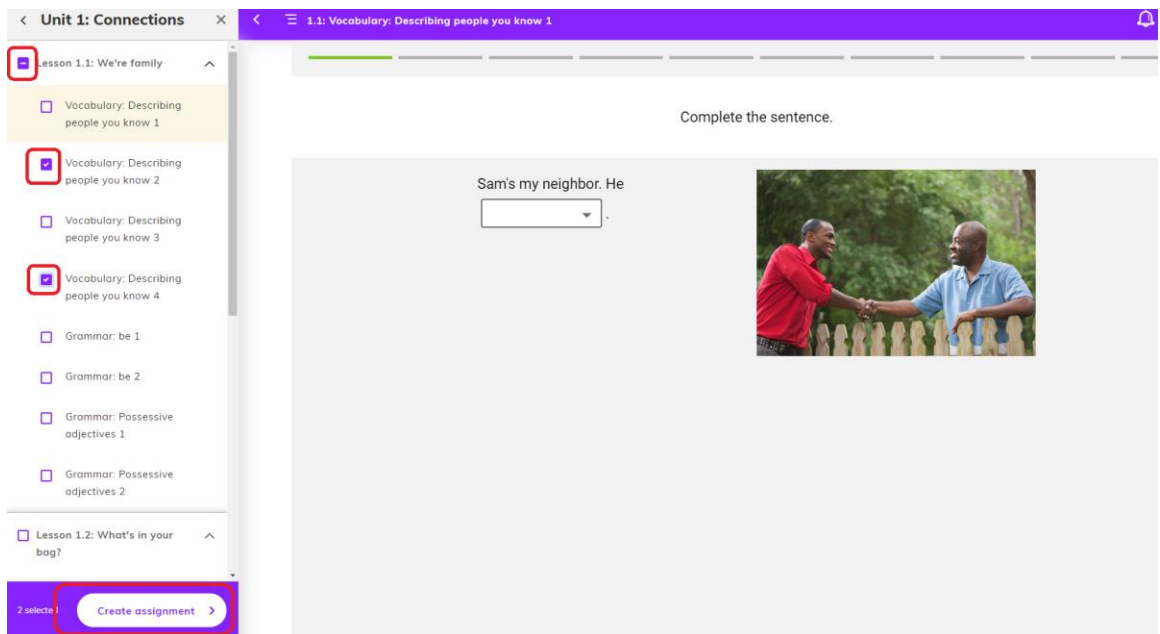 Unit 1: Connections
Lesson 1.1: We're family
Vocabulary: Describing
people you know 1
Vocabulary: Describing
people you know 2
Vocabulary: Describing
people you know 3
Vocabulary: Describing
people you know 4
Grammar: be 1
Grammar: be 2
Grammar: Possessive
adjectives 1
Grammar: Possessive
adjectives 2
Lesson 1.2: What's in your
bag?
2 selected
Create assignment
1.1: Vocabulary: Describing people you know 1
Complete the sentence.
Sam's my neighbor. He
.